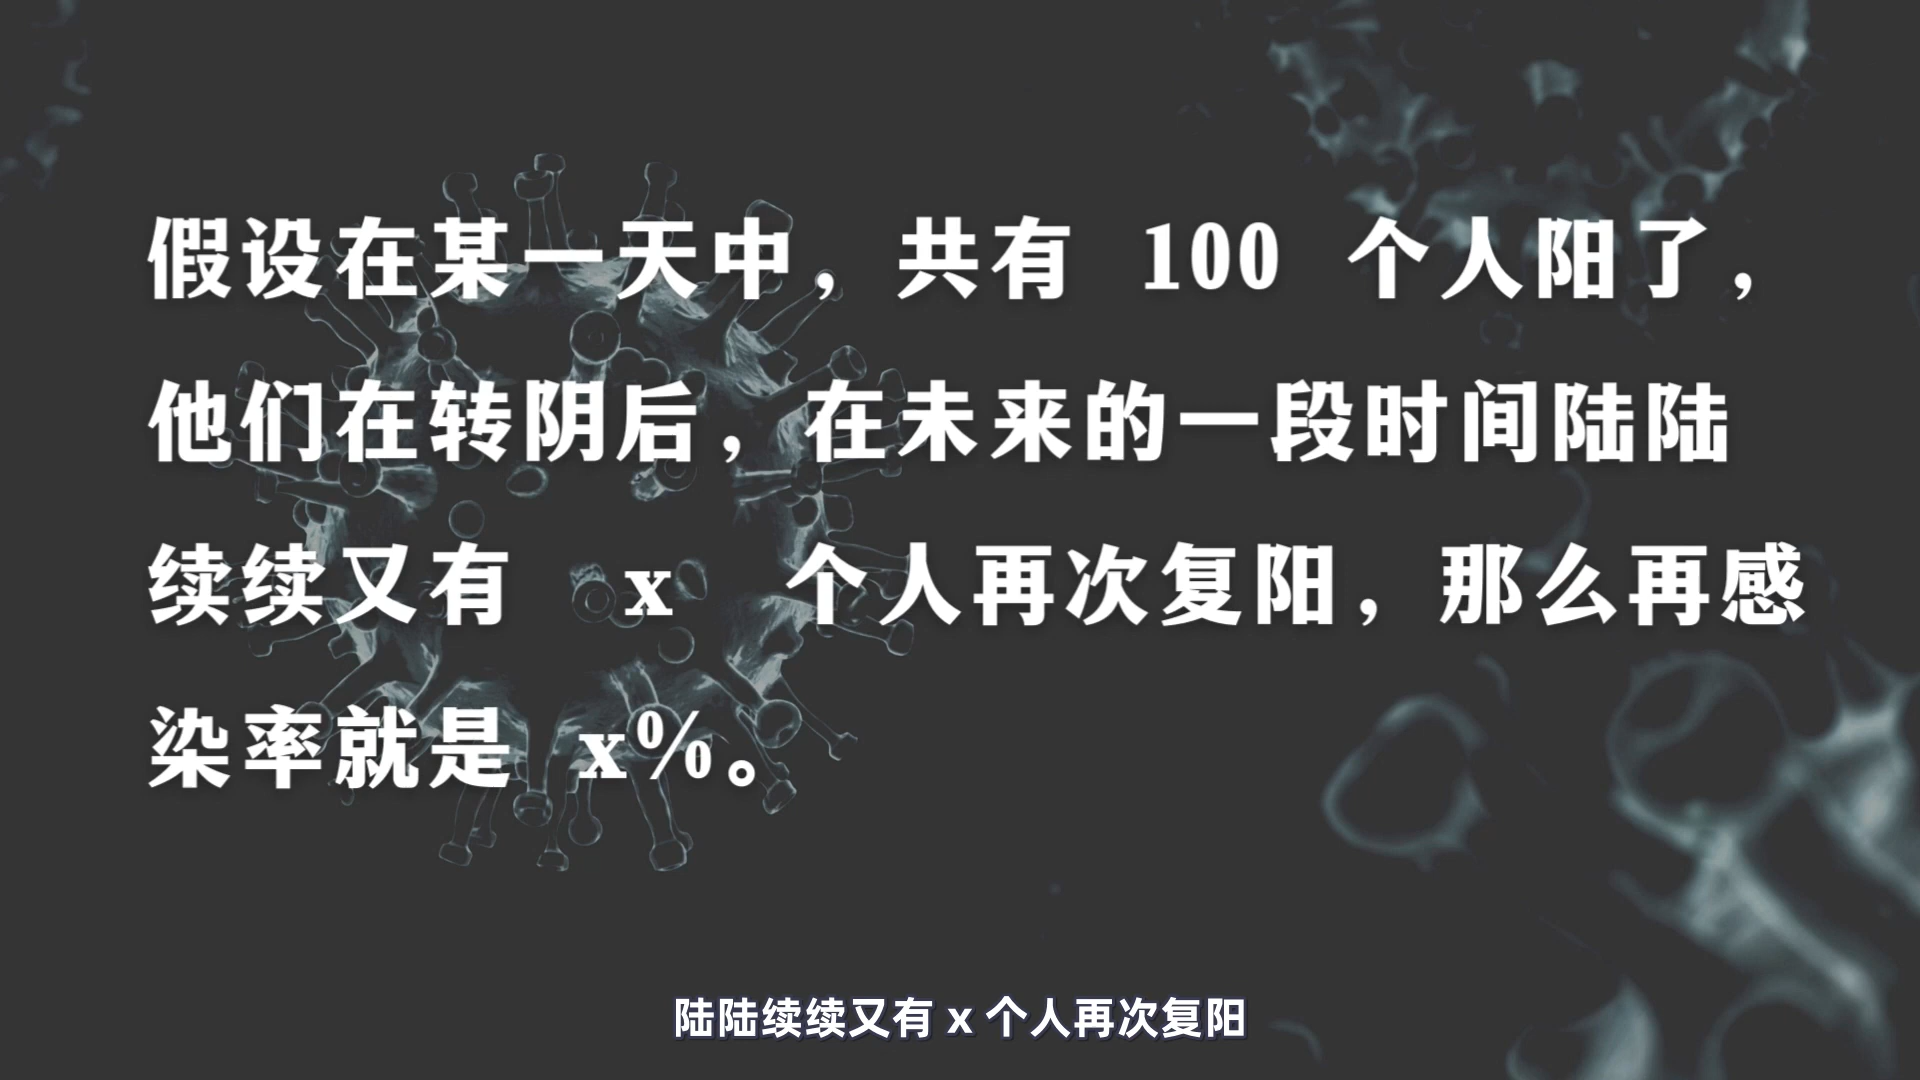 假设在某一天中，共有 100 个人阳了，
他们在转阴后，在未来的一段时间陆陆
续续又有 x 个人再次复阳，那么再感
染率就是 x%。
陆陆续续又有 x 个人再次复阳